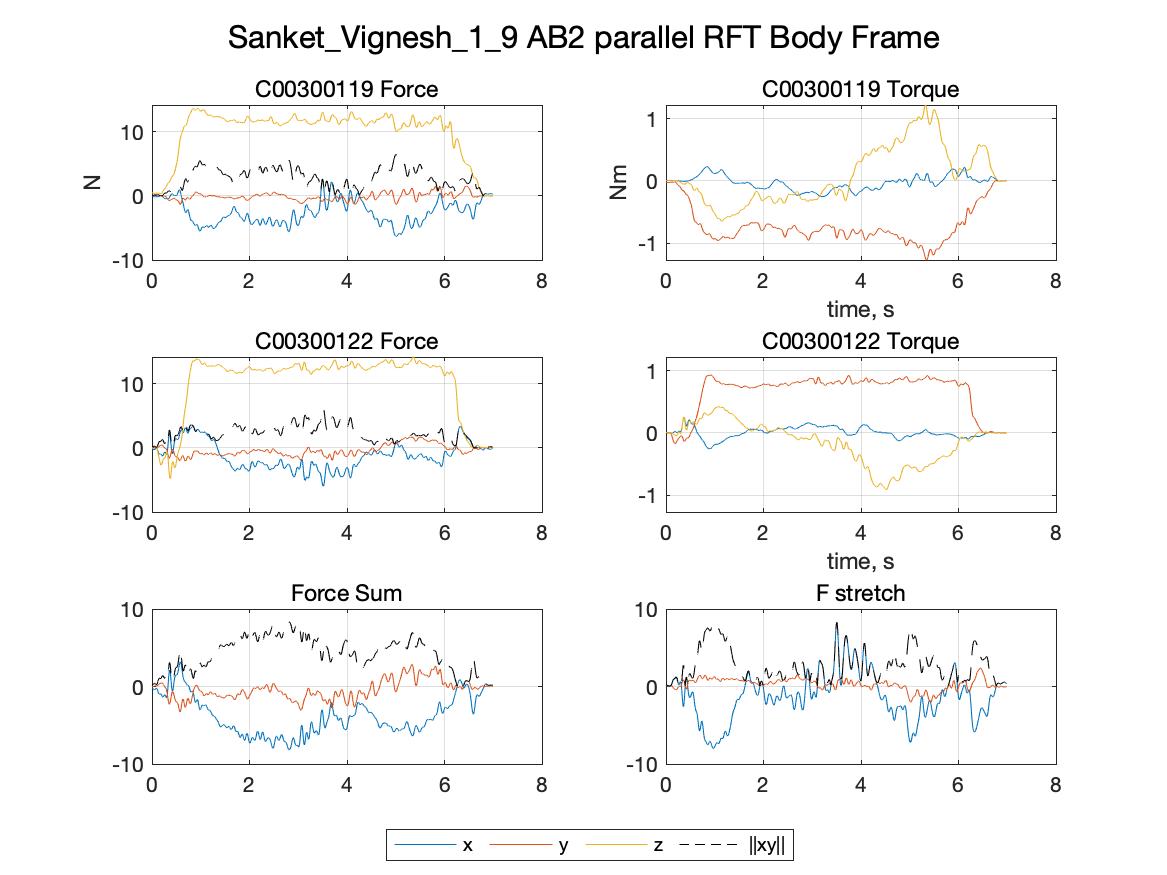 Sanket_Vignesh_1_9 AB2 parallel RFT Body Frame
C00300119 Force
10
0
-10
N
0 2 4 6 8
C00300119 Torque
1
0
-1
Nm
0 2 4 6 8
time, s
C00300122 Force
10
0
-10
0 2 4 6 8
C00300122 Torque
1
0
-1
0 2 4 6 8
time, s
Force Sum
10
0
-10
0 2 4 6 8
F stretch
10
0
-10
0 2 4 6 8
x y z ||xy||